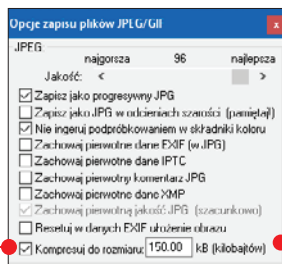 Opcje zapisu plików JPEG/GIF
JPEG:
najgorsza 96 najlepsza
Jakość: < >
Zapisz jako progresywny JPG
Zapisz jako JPG w odcieniach szarości (pamiętaj!)
Nie ingeruj podpróbkowaniem w składniki koloru
Zachowaj pierwotne dane EXIF (w JPG)
Zachowaj pierwotne dane IPTC
Zachowaj pierwotny komentarz JPG
Zachowaj pierwotne dane XMP
Zachowaj pierwotną jakość JPG (szacunkowo)
Resetuj w danych EXIF ułożenie obrazu
Kompresuj do rozmiaru: 150.00 kB (kilobajtów)